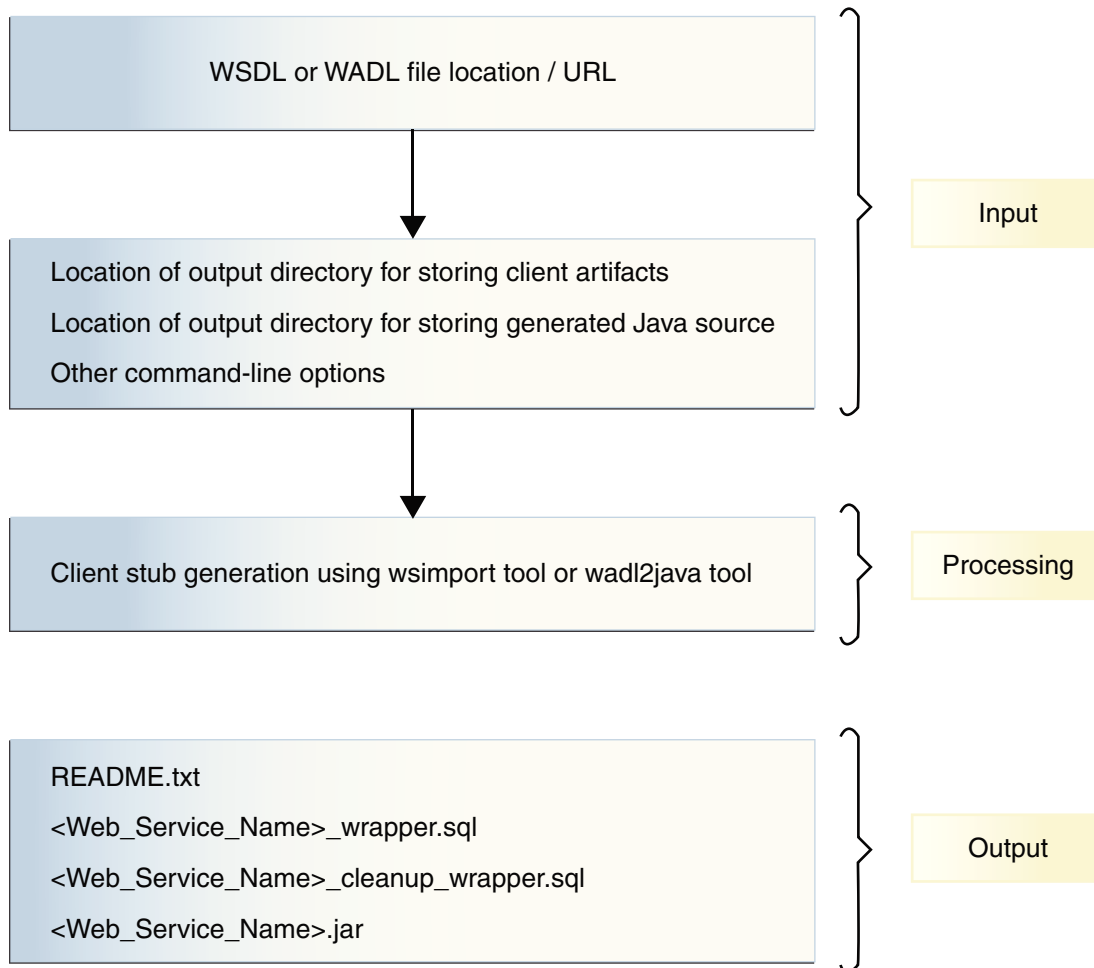 WSDL or WADL file location / URL
Input
Location of output directory for storing client artifacts
Location of output directory for storing generated Java source
Other command-line options
Client stub generation using wsimport tool or wadl2java tool
Processing
README.txt
<Web_Service_Name>_wrapper.sql
<Web_Service_Name>_cleanup_wrapper.sql
<Web_Service_Name>.jar
Output